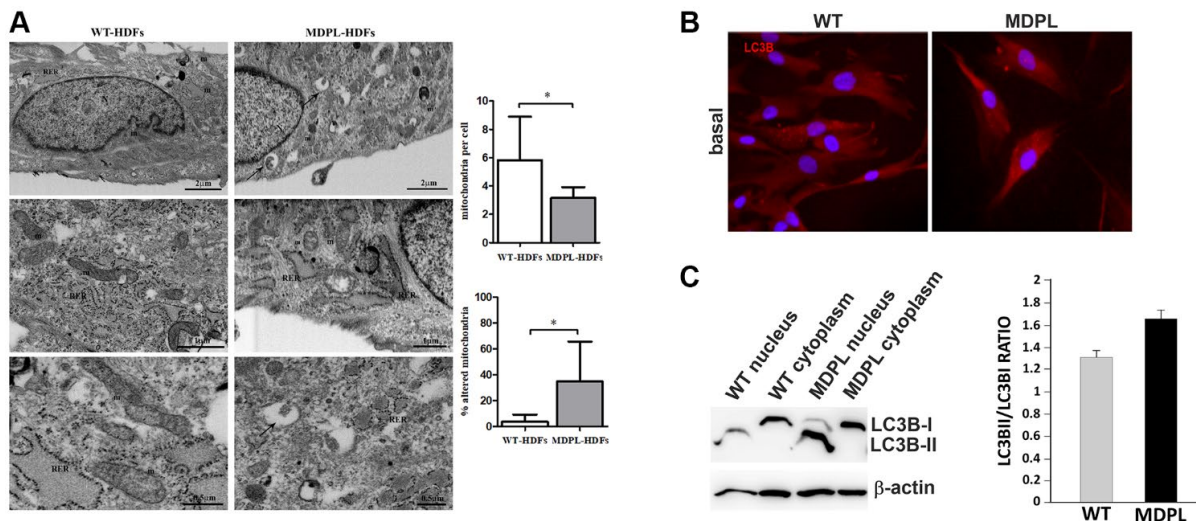 A
WT-HDFs
MDPL-HDFs
RER
m
m
N
m
2µm
m
2µm
m
m
RER
1µm
m
m
RER
RER
1µm
m
RER
m
0.5µm
RER
0.5µm
mitochondria per cell
10
8
6
4
2
0
*
WT-HDFs
MDPL-HDFs
% altered mitochondria
100
80
60
40
20
0
*
WT-HDFs
MDPL-HDFs
B
WT
MDPL
LC3B
basal
C
WT nucleus
WT cytoplasm
MDPL nucleus
MDPL cytoplasm
LC3B-I
LC3B-II
β-actin
LC3BII/LC3BI RATIO
2
1.8
1.6
1.4
1.2
1
1.8
1.6
1.4
1.2
0
WT
MDPL